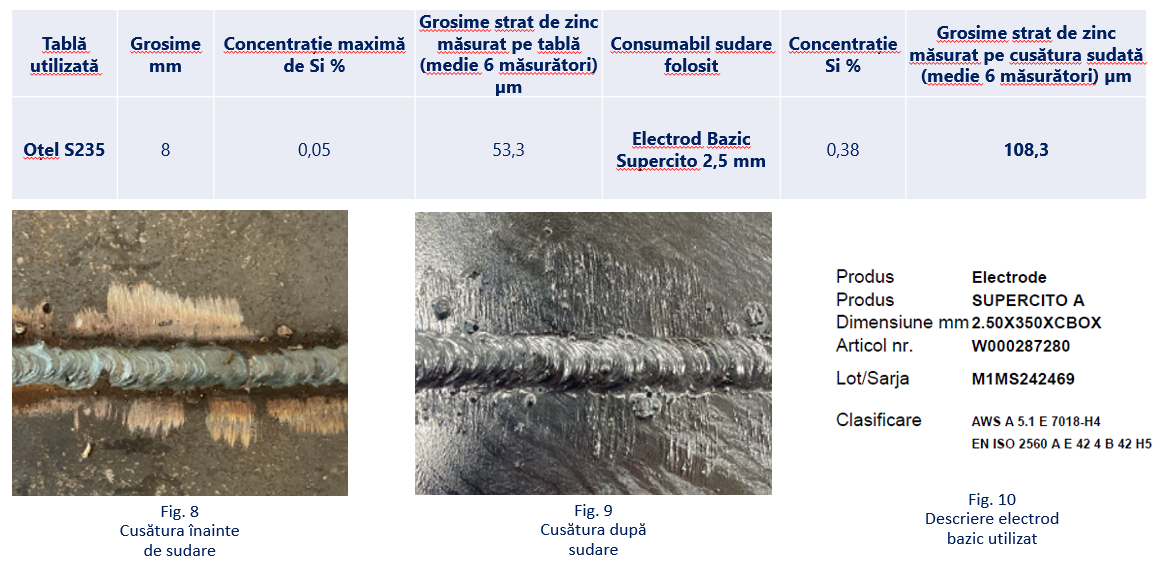 Tablă
utilizată
Grosime
mm
Concentrație maximă
de Si %
Grosime strat de zinc
măsurat pe tablă
(medie 6 măsurători)
µm
Consumabil sudare
folosit
Concentrație
Si %
Grosime strat de zinc
măsurat pe cusătura sudată
(medie 6 măsurători) µm
Oțel S235
8
0,05
53,3
Electrod Bazic
Supercito 2,5 mm
0,38
108,3
Produs Electrode
Produs SUPERCITO A
Dimensiune mm 2.50X350XCBOX
Articol nr. W000287280
Lot/Sarja M1MS242469
Clasificare AWS A 5.1 E 7018-H4
EN ISO 2560 A E 42 4 B 42 H5
Fig. 8
Cusătura înainte
de sudare
Fig. 9
Cusătură după
sudare
Fig. 10
Descriere electrod
bazic utilizat